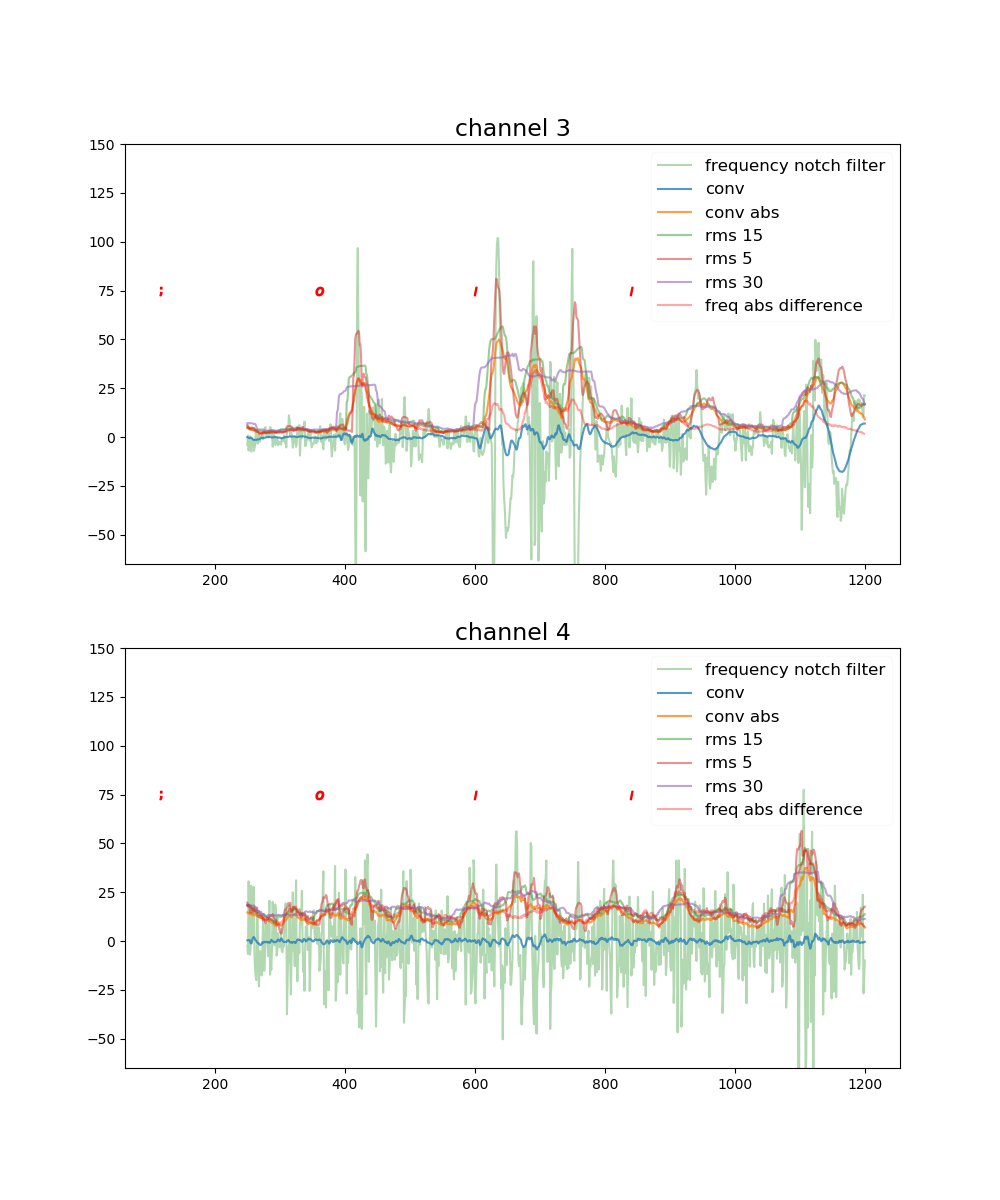 channel 3
150
125
100
75
50
25
0
−25
−50
frequency notch filter
conv
conv abs
rms 15
rms 5
rms 30
freq abs difference
; o l l
200 400 600 800 1000 1200
channel 4
150
125
100
75
50
25
0
−25
−50
frequency notch filter
conv
conv abs
rms 15
rms 5
rms 30
freq abs difference
; o l l
200 400 600 800 1000 1200